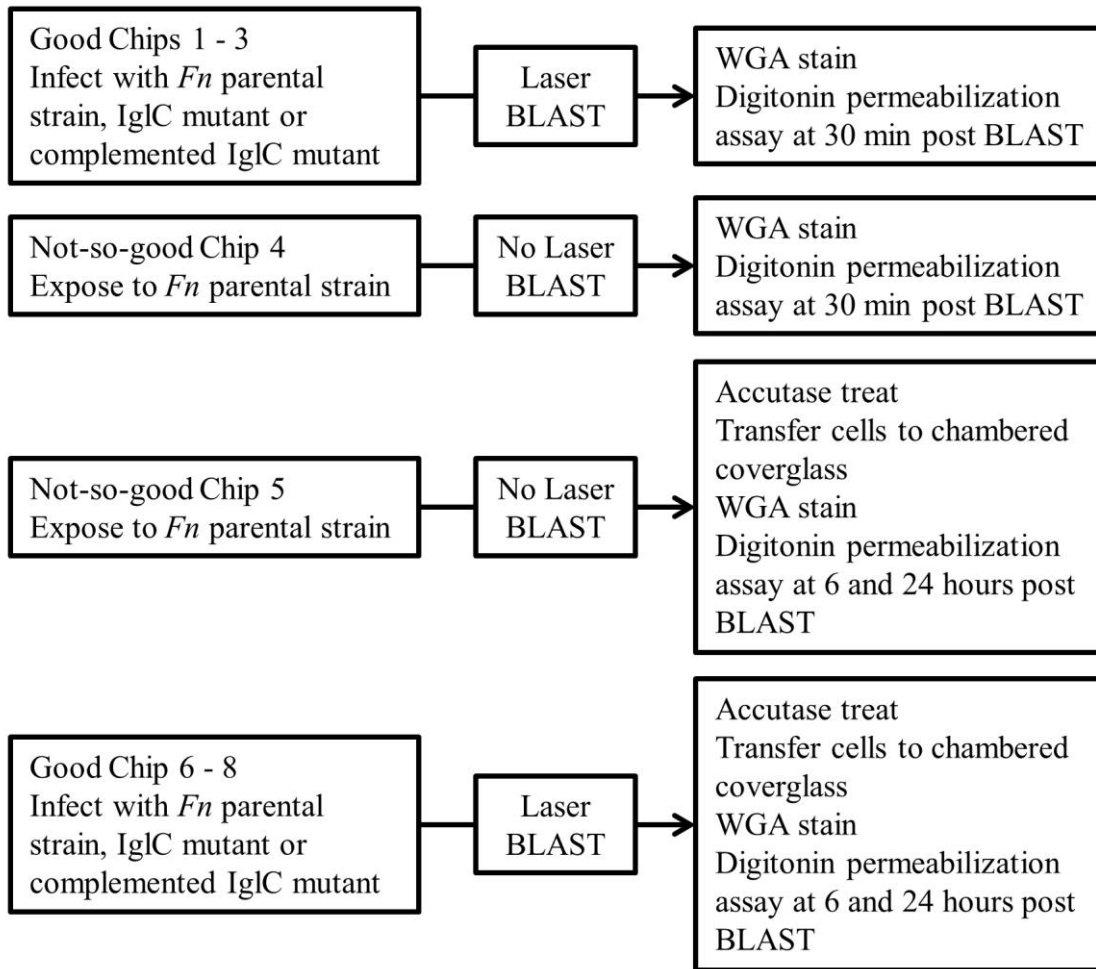 Good Chips 1 - 3
Infect with Fn parental
strain, IglC mutant or
complemented IglC mutant
Laser
BLAST
WGA stain
Digitonin permeabilization
assay at 30 min post BLAST
Not-so-good Chip 4
Expose to Fn parental strain
No Laser
BLAST
WGA stain
Digitonin permeabilization
assay at 30 min post BLAST
Not-so-good Chip 5
Expose to Fn parental strain
No Laser
BLAST
Accutase treat
Transfer cells to chambered
coverglass
WGA stain
Digitonin permeabilization
assay at 6 and 24 hours post
BLAST
Good Chip 6 - 8
Infect with Fn parental
strain, IglC mutant or
complemented IglC mutant
Laser
BLAST
Accutase treat
Transfer cells to chambered
coverglass
WGA stain
Digitonin permeabilization
assay at 6 and 24 hours post
BLAST